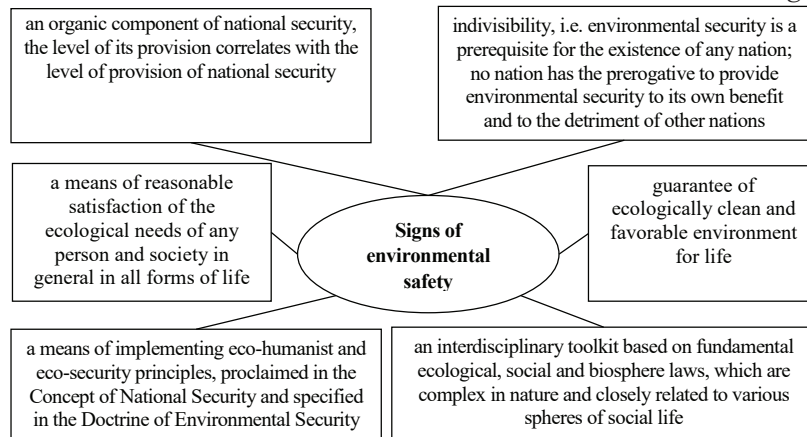 an organic component of national security,
the level of its provision correlates with the
level of provision of national security
indivisibility, i.e. environmental security is a
prerequisite for the existence of any nation;
no nation has the prerogative to provide
environmental security to its own benefit
and to the detriment of other nations
a means of reasonable
satisfaction of the
ecological needs of any
person and society in
general in all forms of life
Signs of
environmental
safety
guarantee of
ecologically clean and
favorable environment
for life
a means of implementing eco-humanist and
eco-security principles, proclaimed in the
Concept of National Security and specified
in the Doctrine of Environmental Security
an interdisciplinary toolkit based on fundamental
ecological, social and biosphere laws, which are
complex in nature and closely related to various
spheres of social life